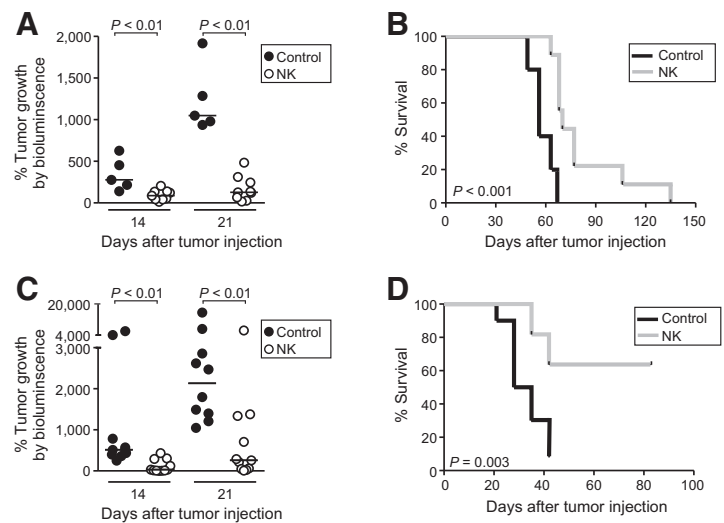 A
P < 0.01
P < 0.01
2,000
1,500
1,000
500
0
% Tumor growth
by bioluminscence
Control
NK
14
21
Days after tumor injection
B
100
80
60
40
20
0
% Survival
Control
NK
P < 0.001
0 30 60 90 120 150
Days after tumor injection
C
P < 0.01
P < 0.01
20,000
4,000
3,000
2,000
1,000
0
% Tumor growth
by bioluminscence
Control
NK
14
21
Days after tumor injection
D
100
80
60
40
20
0
% Survival
Control
NK
P = 0.003
0 20 40 60 80 100
Days after tumor injection